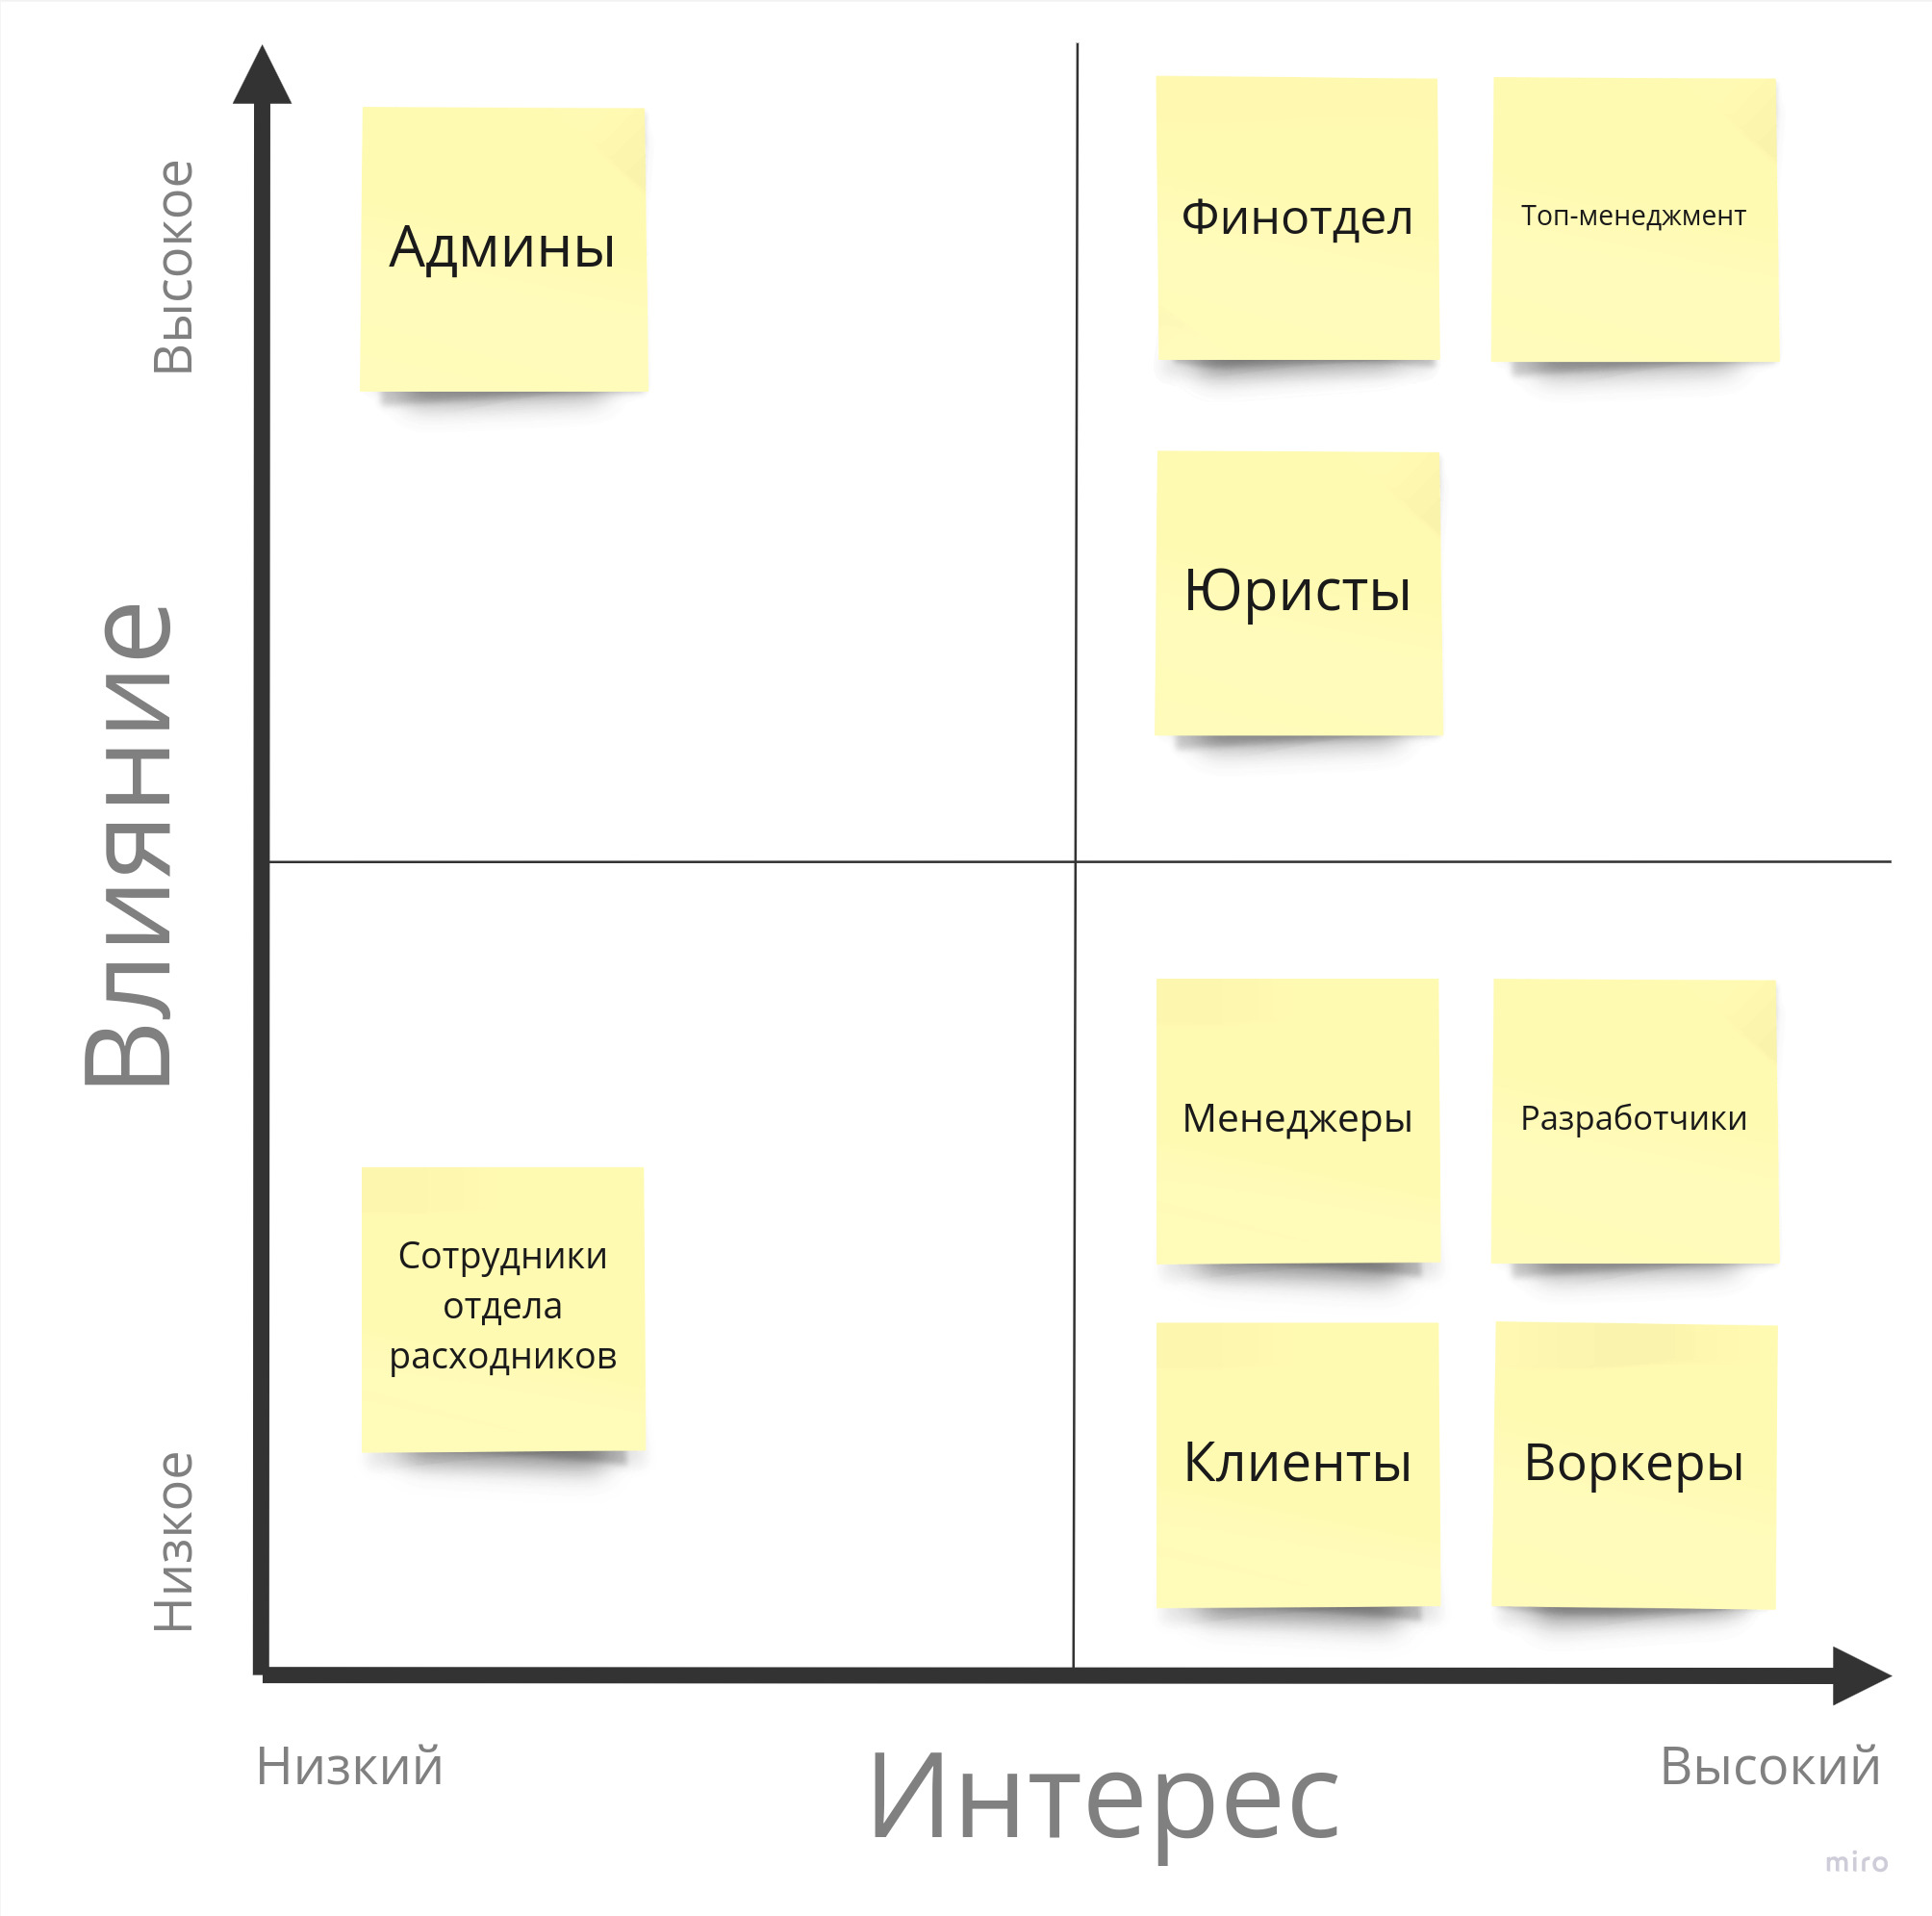 Высокое
Влияние
Низкое
Админы
Финотдел
Топ-менеджмент
Юристы
Менеджеры
Разработчики
Сотрудники
отдела
расходников
Клиенты
Воркеры
Низкий
Интерес
Высокий
miro